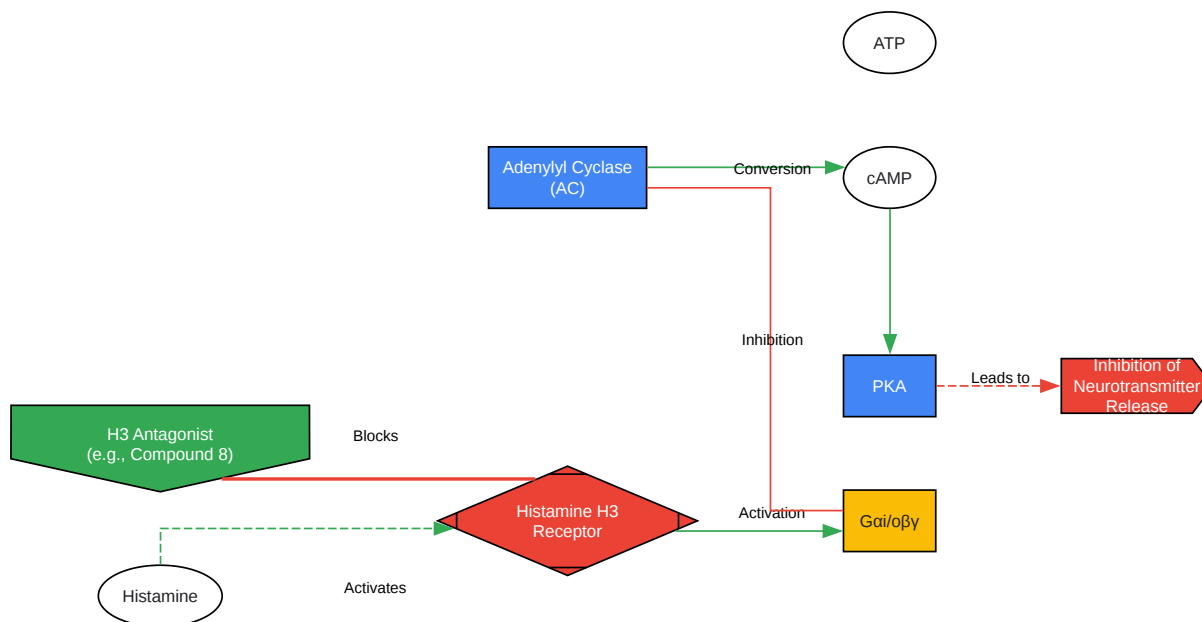 ATP
Adenylyl Cyclase
(AC)
Conversion
cAMP
Inhibition
PKA
Leads to
Inhibition of
Neurotransmitter
Release
H3 Antagonist
(e.g., Compound 8)
Blocks
Histamine H3
Receptor
Activation
Gαi/oβγ
Activates
Histamine